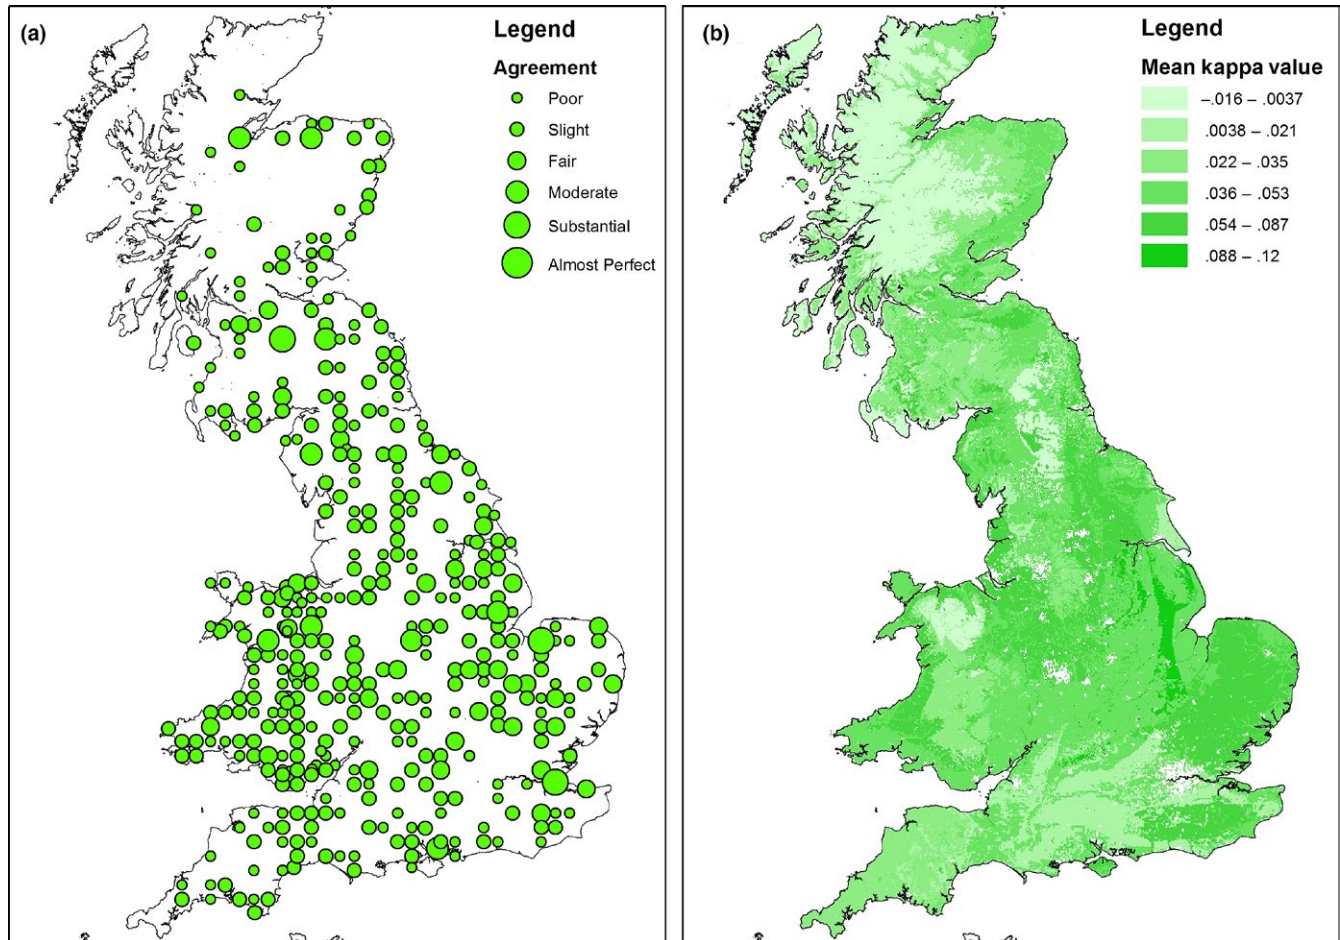 (a)
Legend
Agreement
Poor
Slight
Fair
Moderate
Substantial
Almost Perfect
(b)
Legend
Mean kappa value
-.016 – .0037
.0038 – .021
.022 – .035
.036 – .053
.054 – .087
.088 – .12